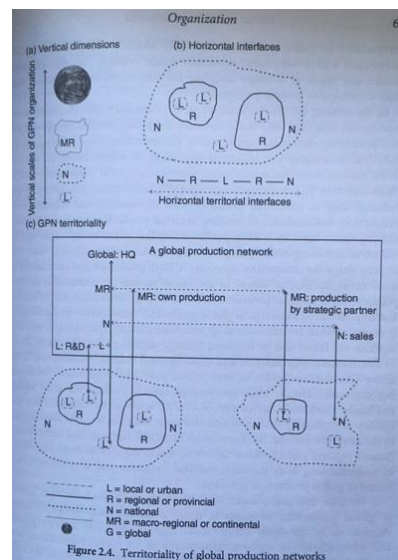 Organization
6
(a) Vertical dimensions
(b) Horizontal interfaces
Vertical scales of GPN organization
MR
N
L
L
L
R
N
L
L
R
N
N — R — L — R — N
Horizontal territorial interfaces
(c) GPN territoriality
A global production network
Global: HQ
MR
MR: own production
MR: production
by strategic partner
N
N: sales
L: R&D
L
L
L
R
N
L
L
R
N
L
R
N
N
L
L = local or urban
R = regional or provincial
N = national
MR = macro-regional or continental
G = global
Figure 2.4. Territoriality of global production networks